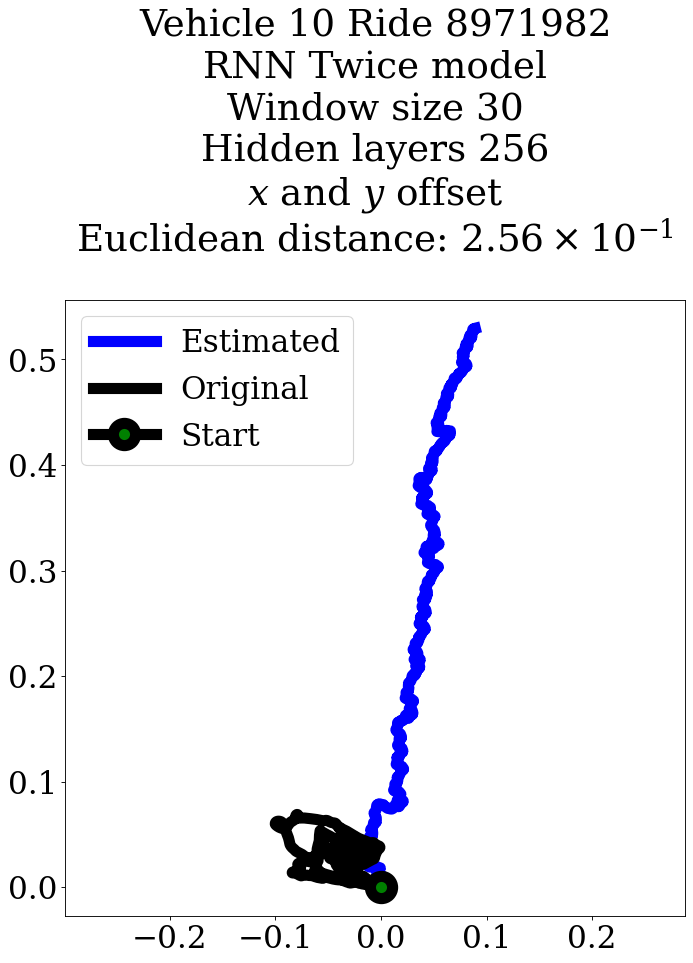 Vehicle 10 Ride 8971982
RNN Twice model
Window size 30
Hidden layers 256
x and y offset
Euclidean distance: 2.56 × 10⁻¹
Estimated
Original
Start
0.5
0.4
0.3
0.2
0.1
0.0
−0.2 −0.1 0.0 0.1 0.2